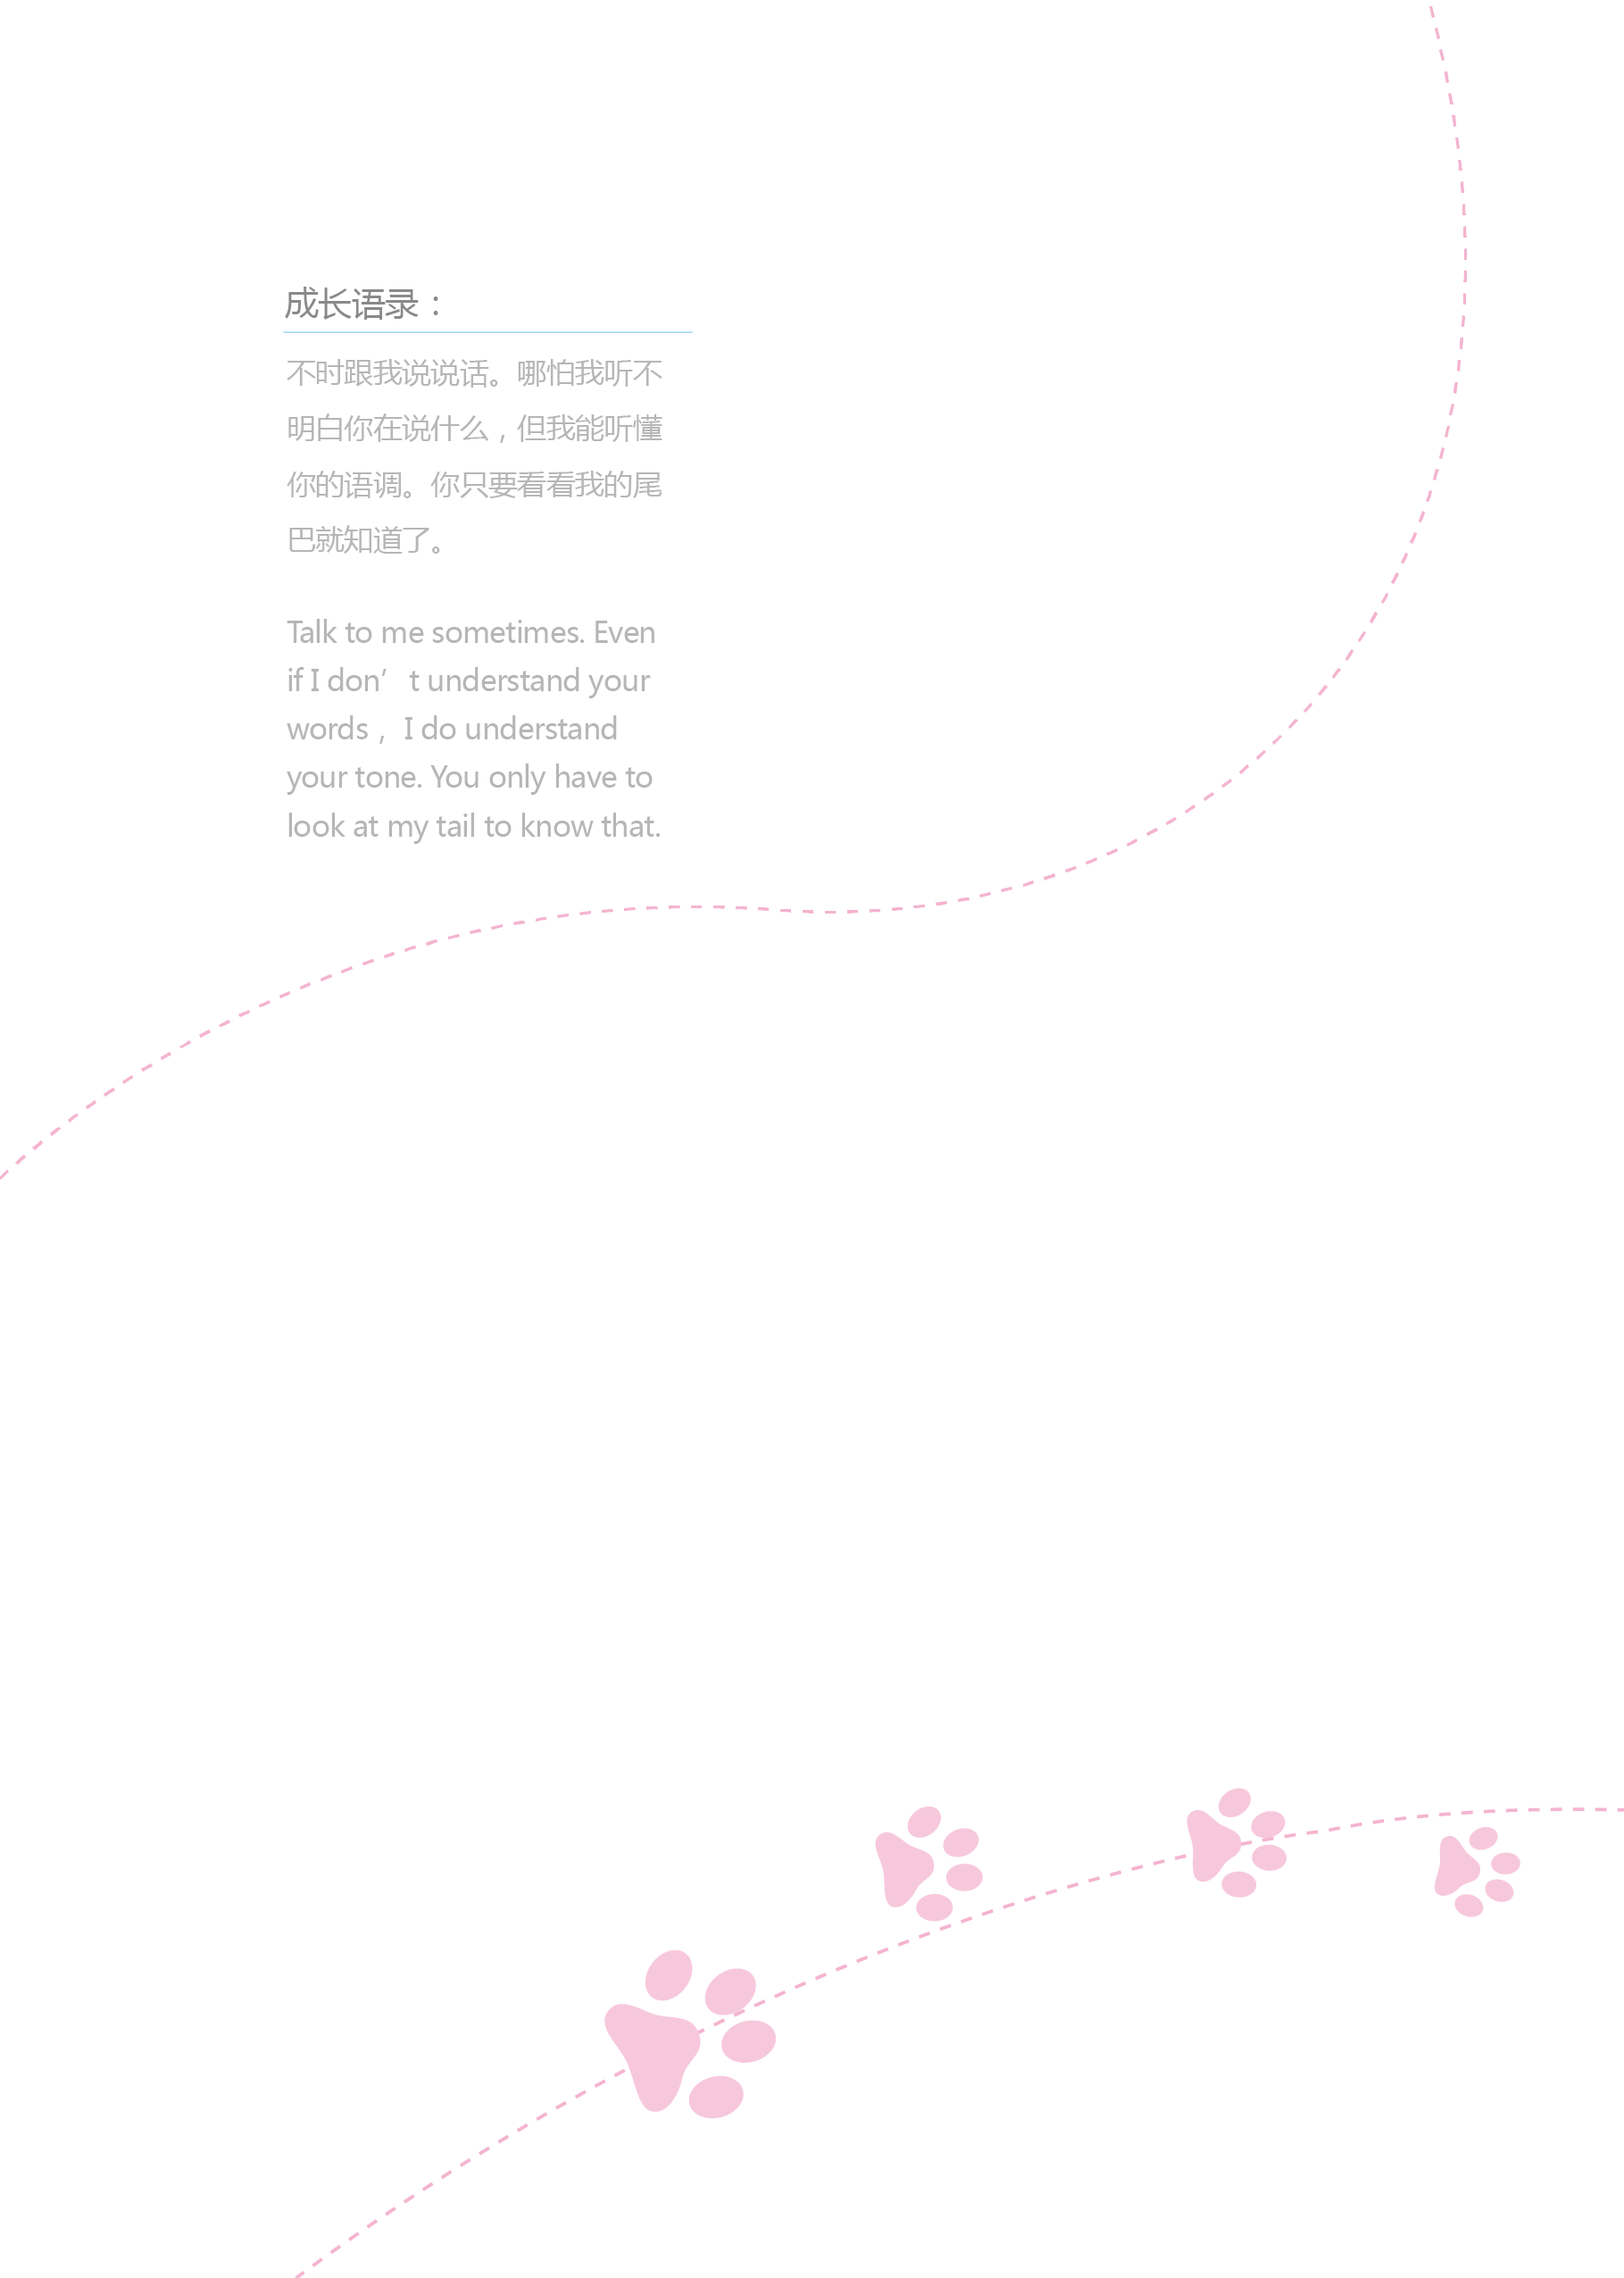 成长语录：
不时跟我说说话。哪怕我听不
明白你在说什么，但我能听懂
你的语调。你只要看看我的尾
巴就知道了。
Talk to me sometimes. Even
if I don’t understand your
words，I do understand
your tone. You only have to
look at my tail to know that.